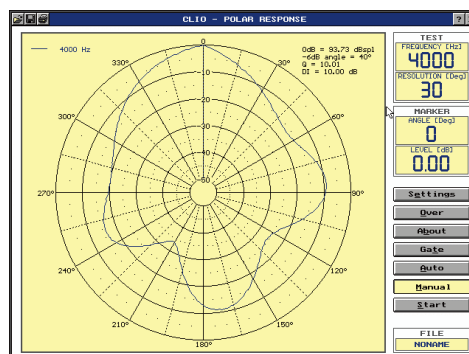 CLIO - POLAR RESPONSE
?
4000 Hz
0dB = 93.73 dBspl
-6dB angle = 40°
Q = 10.01
DI = 10.00 dB
0
330°
30°
-10
-20
300°
60°
-30
-40
-50
270°
90°
240°
120°
210°
150°
180°
TEST
FREQUENCY [Hz]
4000
RESOLUTION [Deg]
30
MARKER
ANGLE [Deg]
0
LEVEL [dB]
0.00
Settings
Over
About
Gate
Auto
Manual
Start
FILE
NONAME